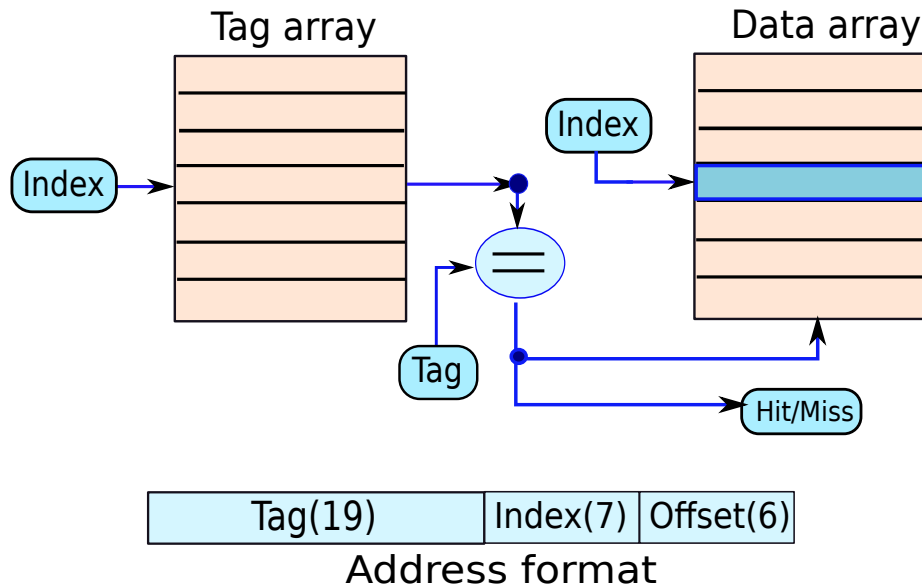 Tag array
Data array
Index
Index
Tag
Hit/Miss
Tag(19) Index(7) Offset(6)
Address format